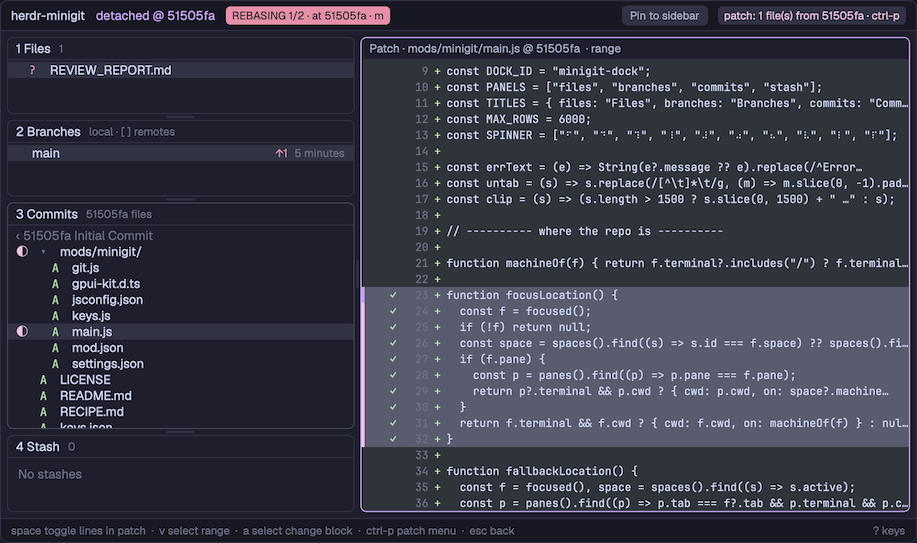 herdr-minigit detached @ 51505fa REBASING 1/2 · at 51505fa · m Pin to sidebar patch: 1 file(s) from 51505fa · ctrl-p
1 Files 1
? REVIEW_REPORT.md
2 Branches local · [ ] remotes
main ↑1 5 minutes
3 Commits 51505fa files
‹ 51505fa Initial Commit
mods/minigit/
A git.js
A gpui-kit.d.ts
A jsconfig.json
A keys.js
A main.js
A mod.json
A settings.json
A LICENSE
A README.md
A RECIPE.md
keys.json
4 Stash 0
No stashes
Patch · mods/minigit/main.js @ 51505fa · range
9 + const DOCK_ID = "minigit-dock";
10 + const PANELS = ["files", "branches", "commits", "stash"];
11 + const TITLES = { files: "Files", branches: "Branches", commits: "Comm…
12 + const MAX_ROWS = 6000;
13 + const SPINNER =
14 +
15 + const errText = (e) => String(e?.message ?? e).replace(/^Error…
16 + const untab = (s) => s.replace(/[^\t]*\t/g, (m) => m.slice(0, -1).pad…
17 + const clip = (s) => (s.length > 1500 ? s.slice(0, 1500) + " …" : s);
18 +
19 + // ---------- where the repo is ----------
20 +
21 + function machineOf(f) { return f.terminal?.includes("/") ? f.terminal…
22 +
✓ 23 + function focusLocation() {
✓ 24 + const f = focused();
✓ 25 + if (!f) return null;
✓ 26 + const space = spaces().find((s) => s.id === f.space) ?? spaces().fi…
✓ 27 + if (f.pane) {
✓ 28 + const p = panes().find((p) => p.pane === f.pane);
✓ 29 + return p?.terminal && p.cwd ? { cwd: p.cwd, on: space?.machine…
✓ 30 + }
✓ 31 + return f.terminal && f.cwd ? { cwd: f.cwd, on: machineOf(f) } : nul…
✓ 32 + }
33 +
34 + function fallbackLocation() {
35 + const f = focused(), space = spaces().find((s) => s.active);
36 + const p = panes().find((p) => p.tab === f?.tab && p.terminal && p.c…
space toggle lines in patch · v select range · a select change block · ctrl-p patch menu · esc back ? keys